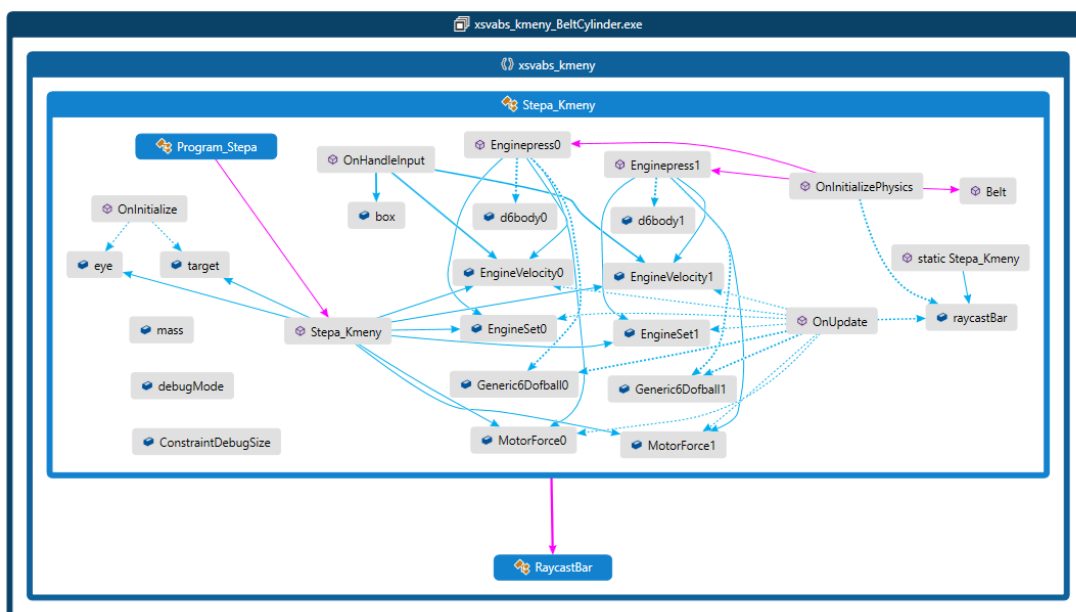 xsvabs_kmeny_BeltCylinder.exe
xsvabs_kmeny
Stepa_Kmeny
Program_Stepa
OnHandleInput
Enginepress0
Enginepress1
OnInitializePhysics
Belt
OnInitialize
box
d6body0
d6body1
eye
target
EngineVelocity0
EngineVelocity1
static Stepa_Kmeny
mass
Stepa_Kmeny
EngineSet0
EngineSet1
OnUpdate
raycastBar
debugMode
Generic6Dofball0
Generic6Dofball1
ConstraintDebugSize
MotorForce0
MotorForce1
RaycastBar